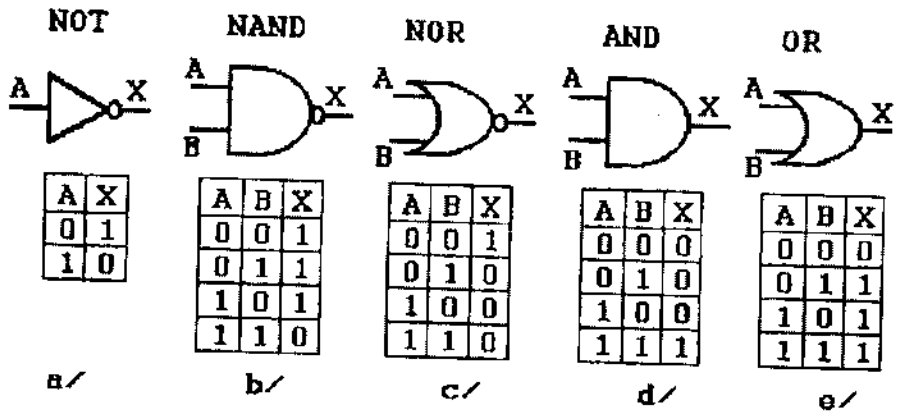 NOT NAND NOR AND OR
A X A X A X A X A X
B B B B
A X
0 1
1 0
A B X
0 0 1
0 1 1
1 0 1
1 1 0
A B X
0 0 1
0 1 0
1 0 0
1 1 0
A B X
0 0 0
0 1 0
1 0 0
1 1 1
A B X
0 0 0
0 1 1
1 0 1
1 1 1
a/ b/ c/ d/ e/